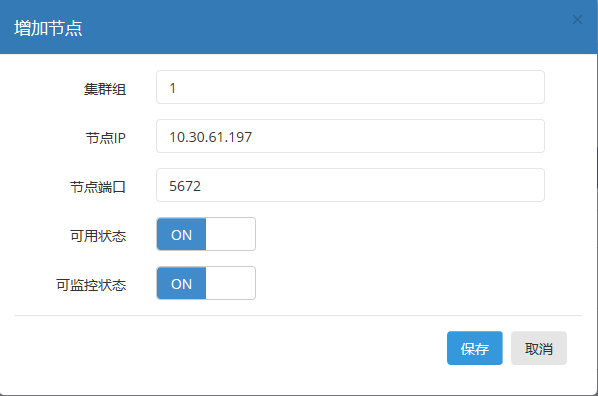 增加节点
×
集群组 1
节点IP 10.30.61.197
节点端口 5672
可用状态 ON
可监控状态 ON
保存 取消